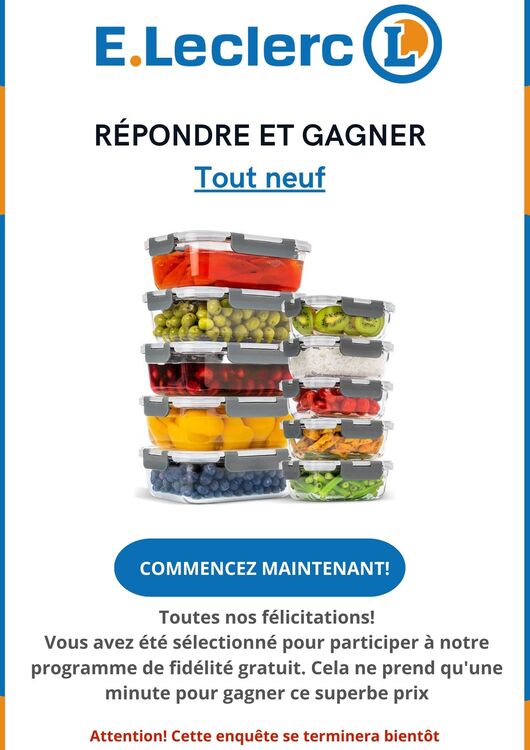 E.Leclerc L
RÉPONDRE ET GAGNER
Tout neuf
COMMENCEZ MAINTENANT!
Toutes nos félicitations!
Vous avez été sélectionné pour participer à notre
programme de fidélité gratuit. Cela ne prend qu'une
minute pour gagner ce superbe prix
Attention! Cette enquête se terminera bientôt